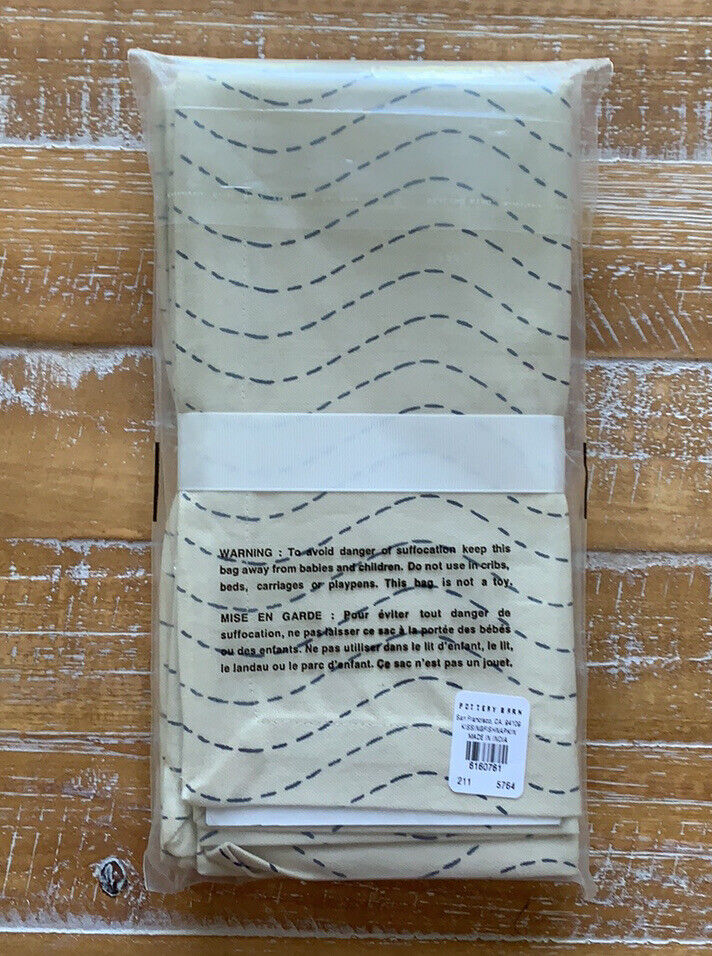 WARNING : To avoid danger of suffocation keep this
bag away from babies and children. Do not use in cribs,
beds, carriages or playpens. This bag is not a toy.
MISE EN GARDE : Pour éviter tout danger de
suffocation, ne pas laisser ce sac à la portée des bébés
ou des enfants. Ne pas utiliser dans le lit d'enfant, le lit,
le landau ou le parc d'enfant. Ce sac n'est pas un jouet.
POTTERY BARN
San Francisco, CA. 94109
KISSINGFISHNAPKIN
MADE IN INDIA
8160761
211 5764